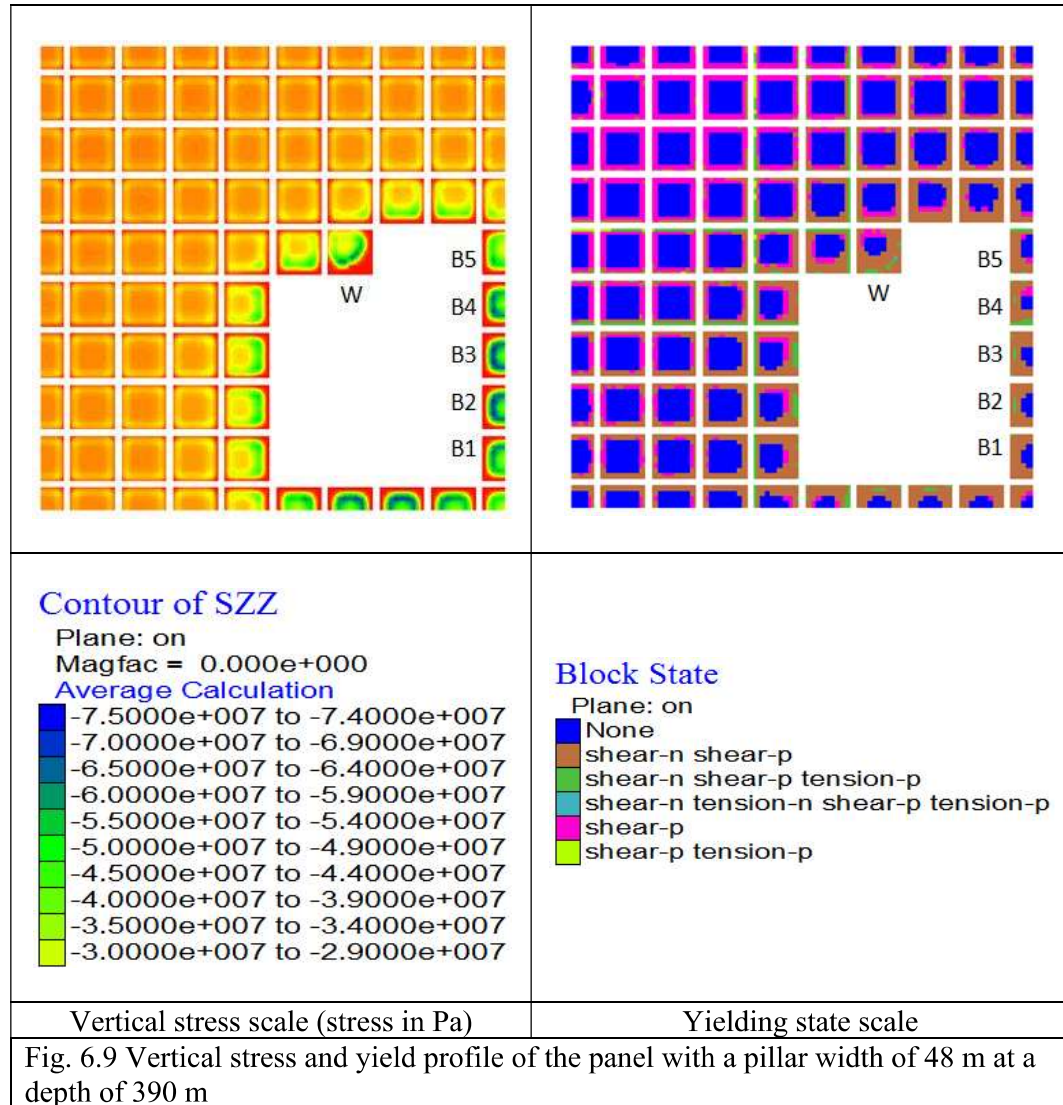 B5
B4
B3
B2
B1
W
B5
B4
B3
B2
B1
W
Contour of SZZ
Plane: on
Magfac = 0.000e+000
Average Calculation
-7.5000e+007 to -7.4000e+007
-7.0000e+007 to -6.9000e+007
-6.5000e+007 to -6.4000e+007
-6.0000e+007 to -5.9000e+007
-5.5000e+007 to -5.4000e+007
-5.0000e+007 to -4.9000e+007
-4.5000e+007 to -4.4000e+007
-4.0000e+007 to -3.9000e+007
-3.5000e+007 to -3.4000e+007
-3.0000e+007 to -2.9000e+007
Block State
Plane: on
None
shear-n shear-p
shear-n shear-p tension-p
shear-n tension-n shear-p tension-p
shear-p
shear-p tension-p
Vertical stress scale (stress in Pa)
Yielding state scale
Fig. 6.9 Vertical stress and yield profile of the panel with a pillar width of 48 m at a
depth of 390 m